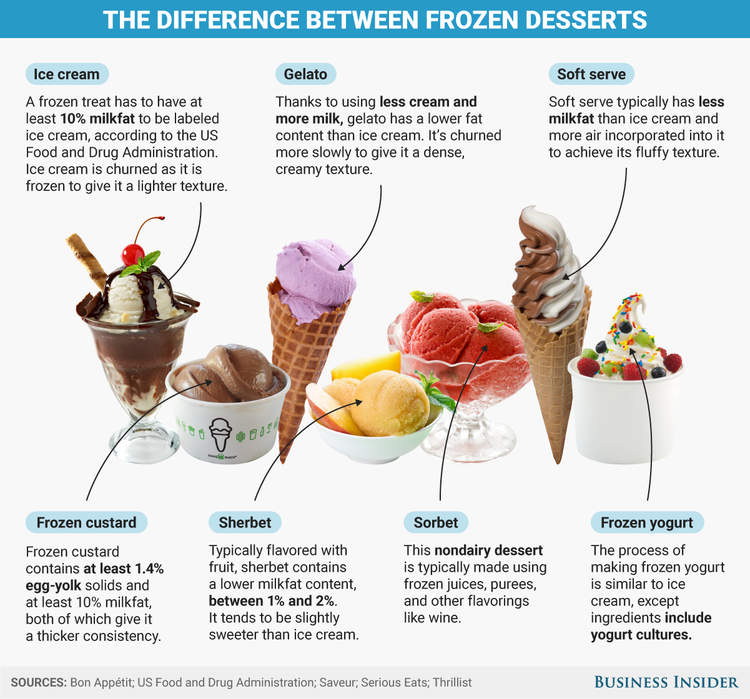 THE DIFFERENCE BETWEEN FROZEN DESSERTS
Ice cream
A frozen treat has to have at
least 10% milkfat to be labeled
ice cream, according to the US
Food and Drug Administration.
Ice cream is churned as it is
frozen to give it a lighter texture.
Gelato
Thanks to using less cream and
more milk, gelato has a lower fat
content than ice cream. It's churned
more slowly to give it a dense,
creamy texture.
Soft serve
Soft serve typically has less
milkfat than ice cream and
more air incorporated into it
to achieve its fluffy texture.
Frozen custard
Frozen custard
contains at least 1.4%
egg-yolk solids and
at least 10% milkfat,
both of which give it
a thicker consistency.
Sherbet
Typically flavored with
fruit, sherbet contains
a lower milkfat content,
between 1% and 2%.
It tends to be slightly
sweeter than ice cream.
Sorbet
This nondairy dessert
is typically made using
frozen juices, purees,
and other flavorings
like wine.
Frozen yogurt
The process of
making frozen yogurt
is similar to ice
cream, except
ingredients include
yogurt cultures.
SOURCES: Bon Appétit; US Food and Drug Administration; Saveur; Serious Eats; Thrillist
BUSINESS INSIDER